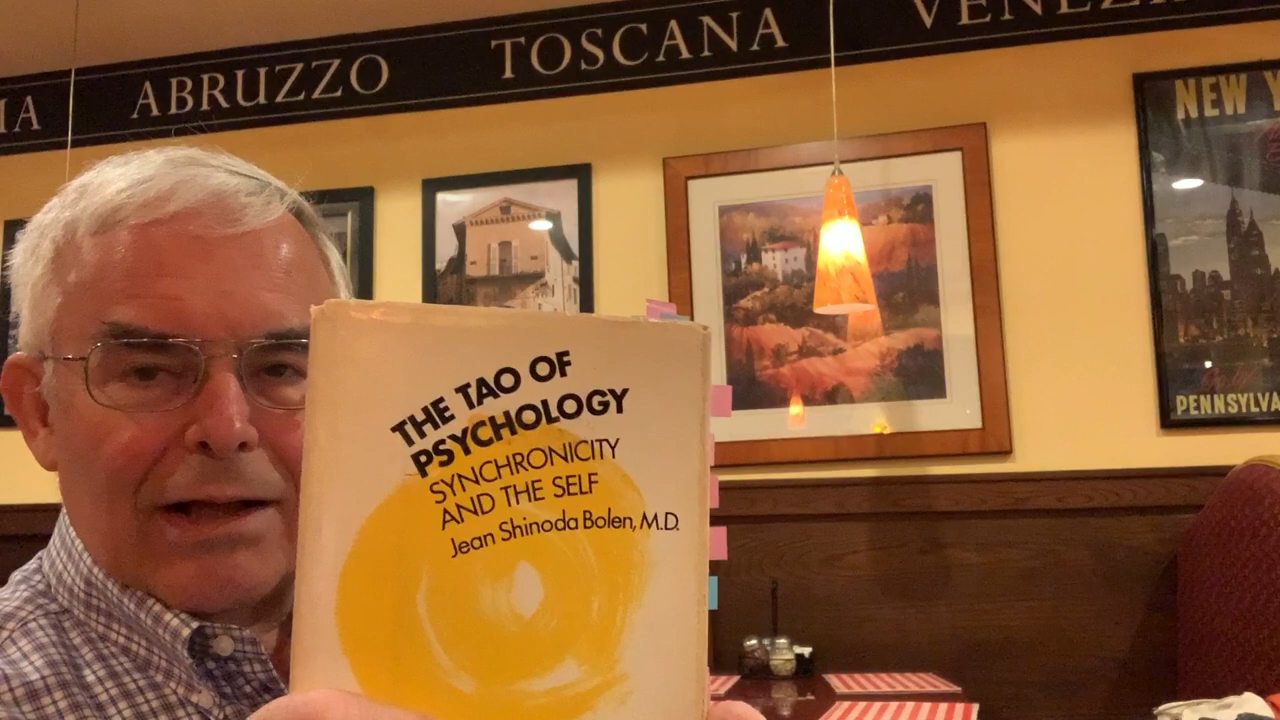 ABRUZZO TOSCANA
NEW
PENNSYLVA
THE TAO OF
PSYCHOLOGY
SYNCHRONICITY
AND THE SELF
Jean Shinoda Bolen, M.D.